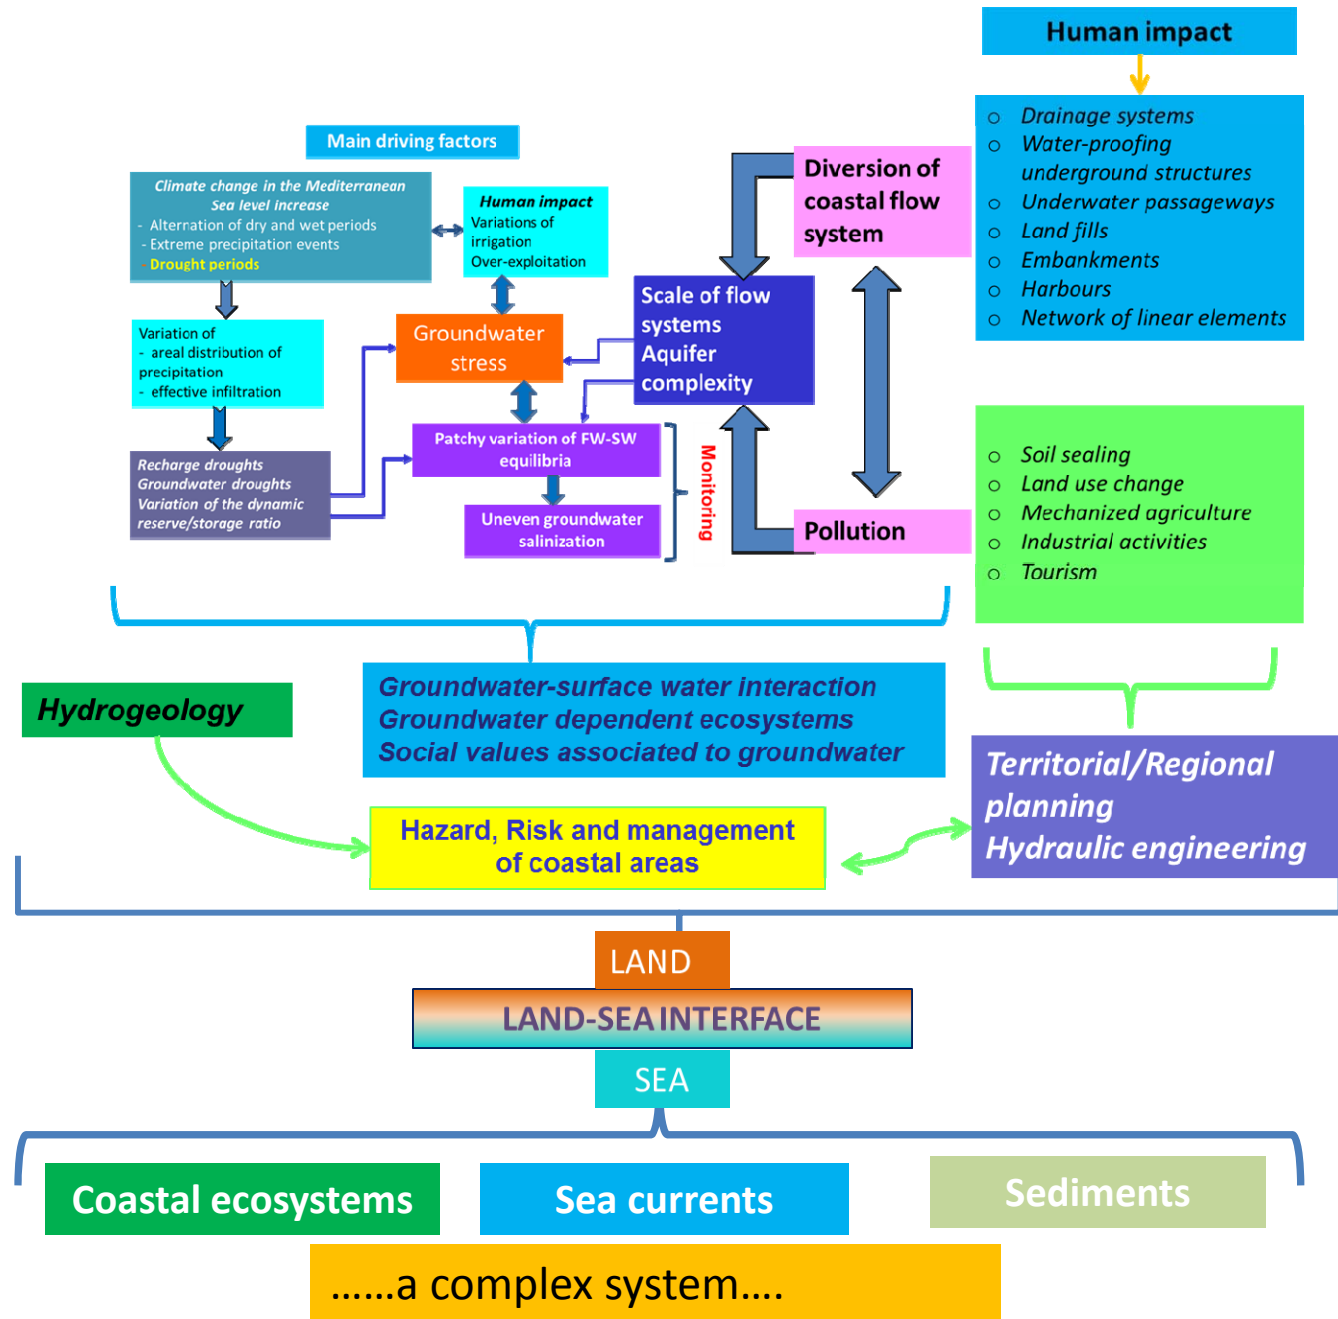 Human impact
○ Drainage systems
○ Water-proofing
underground structures
○ Underwater passageways
○ Land fills
○ Embankments
○ Harbours
○ Network of linear elements
Main driving factors
Climate change in the Mediterranean
Sea level increase
- Alternation of dry and wet periods
- Extreme precipitation events
- Drought periods
Human impact
Variations of
irrigation
Over-exploitation
Diversion of
coastal flow
system
Variation of
- areal distribution of
precipitation
- effective infiltration
Groundwater
stress
Scale of flow
systems
Aquifer
complexity
Recharge droughts
Groundwater droughts
Variation of the dynamic
reserve/storage ratio
Patchy variation of FW-SW
equilibria
Uneven groundwater
salinization
Monitoring
Pollution
○ Soil sealing
○ Land use change
○ Mechanized agriculture
○ Industrial activities
○ Tourism
Hydrogeology
Groundwater-surface water interaction
Groundwater dependent ecosystems
Social values associated to groundwater
Territorial/Regional
planning
Hydraulic engineering
Hazard, Risk and management
of coastal areas
LAND
LAND-SEA INTERFACE
SEA
Coastal ecosystems
Sea currents
Sediments
……a complex system….